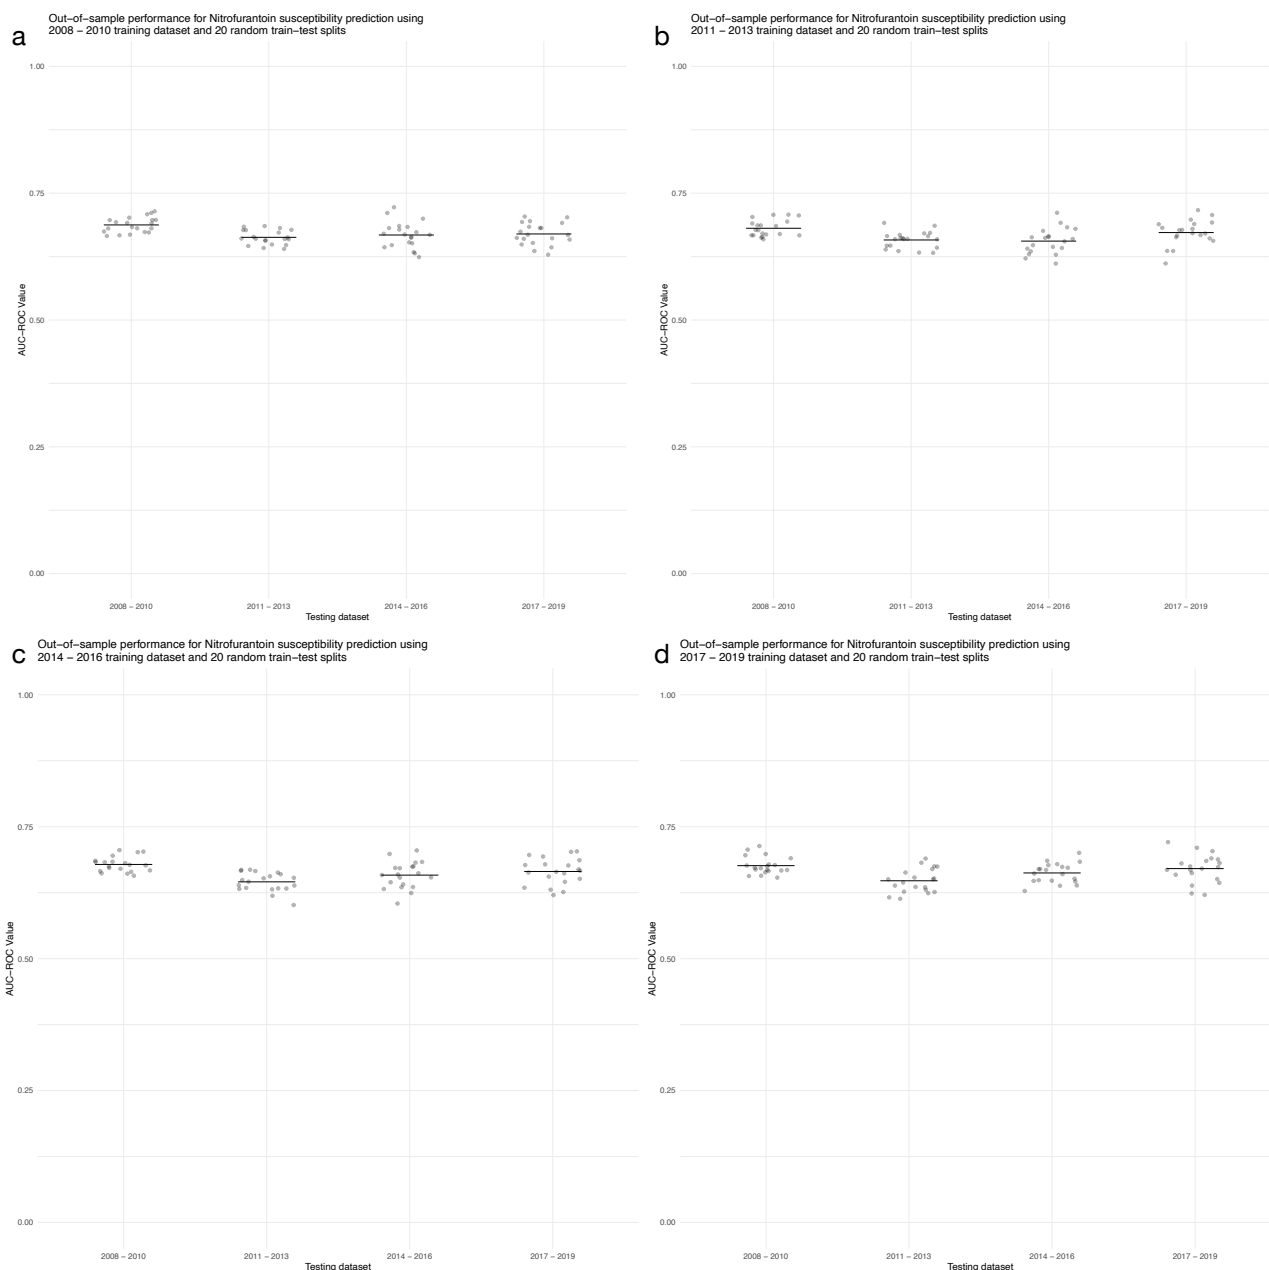 a
Out−of−sample performance for Nitrofurantoin susceptibility prediction using
2008 − 2010 training dataset and 20 random train−test splits
1.00
0.75
0.50
0.25
0.00
AUC−ROC Value
2008 − 2010
2011 − 2013
2014 − 2016
2017 − 2019
Testing dataset
b
Out−of−sample performance for Nitrofurantoin susceptibility prediction using
2011 − 2013 training dataset and 20 random train−test splits
1.00
0.75
0.50
0.25
0.00
AUC−ROC Value
2008 − 2010
2011 − 2013
2014 − 2016
2017 − 2019
Testing dataset
c
Out−of−sample performance for Nitrofurantoin susceptibility prediction using
2014 − 2016 training dataset and 20 random train−test splits
1.00
0.75
0.50
0.25
0.00
AUC−ROC Value
2008 − 2010
2011 − 2013
2014 − 2016
2017 − 2019
Testing dataset
d
Out−of−sample performance for Nitrofurantoin susceptibility prediction using
2017 − 2019 training dataset and 20 random train−test splits
1.00
0.75
0.50
0.25
0.00
AUC−ROC Value
2008 − 2010
2011 − 2013
2014 − 2016
2017 − 2019
Testing dataset